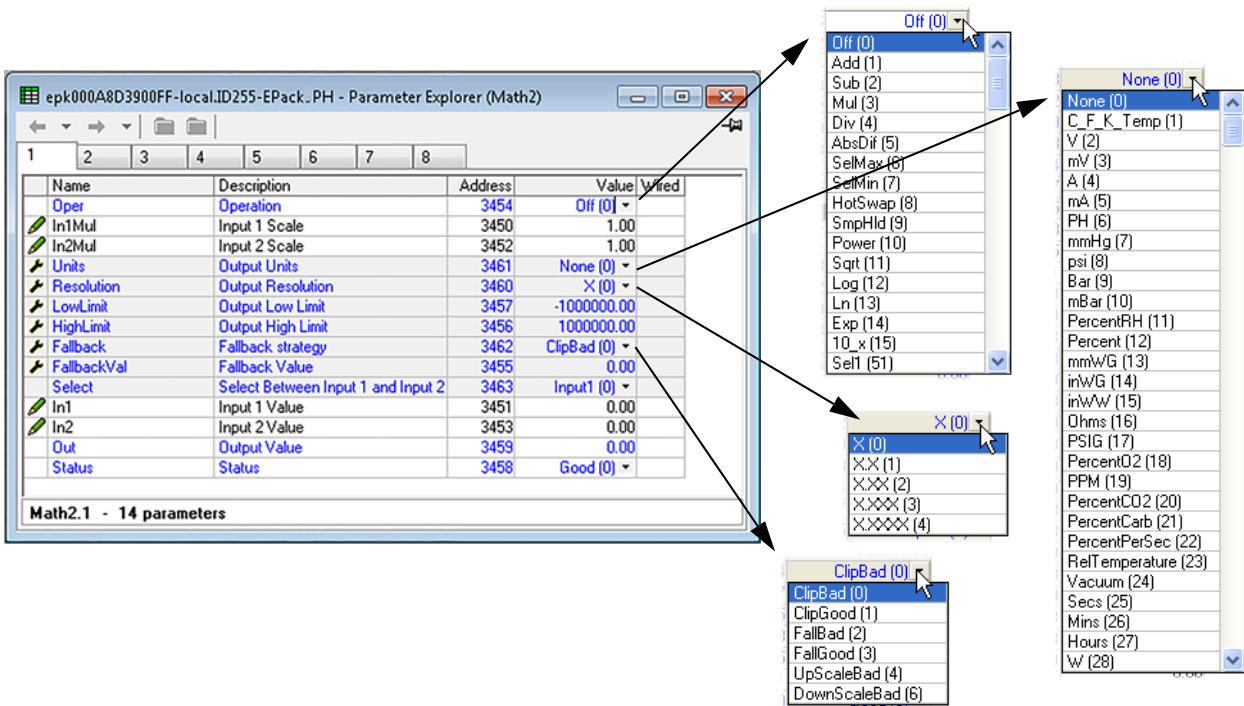 epk000A8D3900FF-local.ID255-EPack_PH - Parameter Explorer (Math2)
1 2 3 4 5 6 7 8
Name Description Address Value Wired
Oper Operation 3454 Off (0)
In1Mul Input 1 Scale 3450 1.00
In2Mul Input 2 Scale 3452 1.00
Units Output Units 3461 None (0)
Resolution Output Resolution 3460 X (0)
LowLimit Output Low Limit 3457 -1000000.00
HighLimit Output High Limit 3456 1000000.00
Fallback Fallback strategy 3462 ClipBad (0)
FallbackVal Fallback Value 3455 0.00
Select Select Between Input 1 and Input 2 3463 Input1 (0)
In1 Input 1 Value 3451 0.00
In2 Input 2 Value 3453 0.00
Out Output Value 3459 0.00
Status Status 3458 Good (0)
Math2.1 - 14 parameters
Off (0)
Off (0)
Add (1)
Sub (2)
Mul (3)
Div (4)
AbsDif (5)
SelMax (6)
SelMin (7)
HotSwap (8)
SmpHld (9)
Power (10)
Sqrt (11)
Log (12)
Ln (13)
Exp (14)
10_x (15)
Sel1 (51)
X (0)
X (0)
X.X (1)
X.XX (2)
X.XXX (3)
X.XXXX (4)
ClipBad (0)
ClipBad (0)
ClipGood (1)
FallBad (2)
FallGood (3)
UpScaleBad (4)
DownScaleBad (6)
None (0)
None (0)
C_F_K_Temp (1)
V (2)
mV (3)
A (4)
mA (5)
PH (6)
mmHg (7)
psi (8)
Bar (9)
mBar (10)
PercentRH (11)
Percent (12)
mmWG (13)
inWG (14)
inWW (15)
Ohms (16)
PSIG (17)
PercentO2 (18)
PPM (19)
PercentCO2 (20)
PercentCarb (21)
PercentPerSec (22)
RelTemperature (23)
Vacuum (24)
Secs (25)
Mins (26)
Hours (27)
W (28)